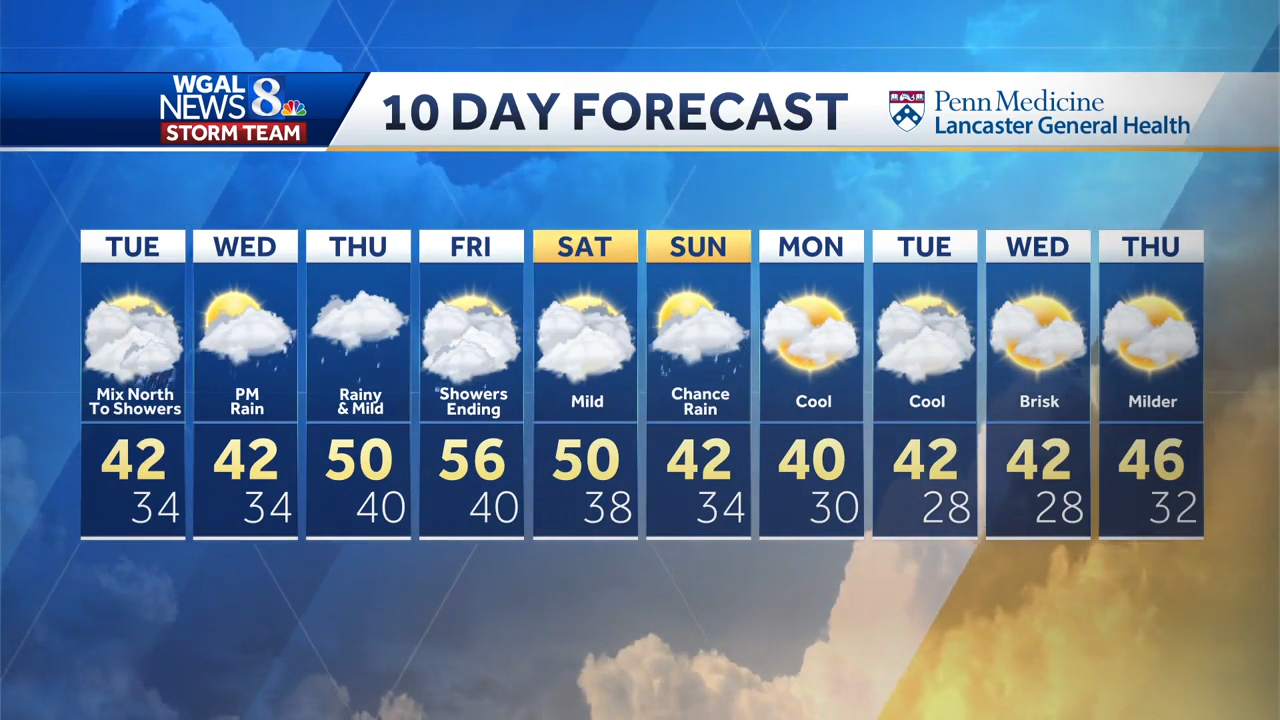 WGAL
NEWS 8
STORM TEAM
10 DAY FORECAST
Penn Medicine
Lancaster General Health
TUE WED THU FRI SAT SUN MON TUE WED THU
Mix North
To Showers
PM
Rain
Rainy
& Mild
Showers
Ending
Mild
Chance
Rain
Cool
Cool
Brisk
Milder
42 42 50 56 50 42 40 42 42 46
34 34 40 40 38 34 30 28 28 32